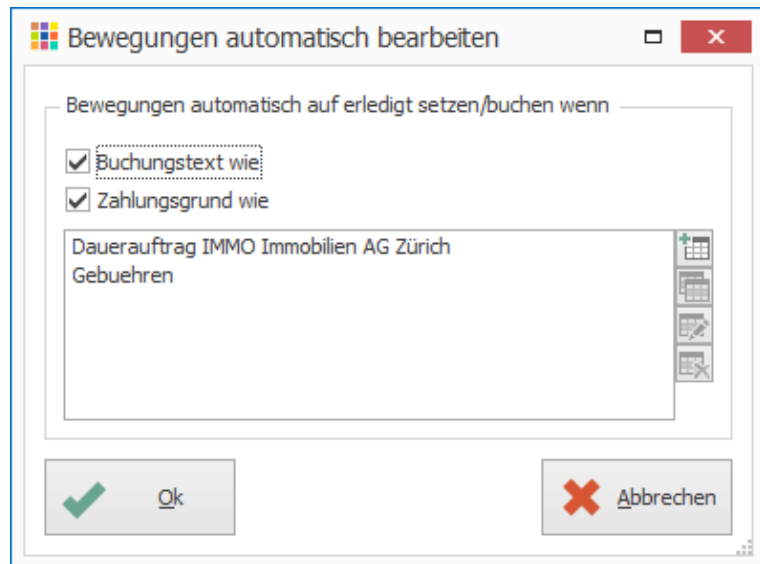 Bewegungen automatisch bearbeiten
Bewegungen automatisch auf erledigt setzen/buchen wenn
Buchungstext wie
Zahlungsgrund wie
Dauerauftrag IMMO Immobilien AG Zürich
Gebuehren
Ok
Abbrechen